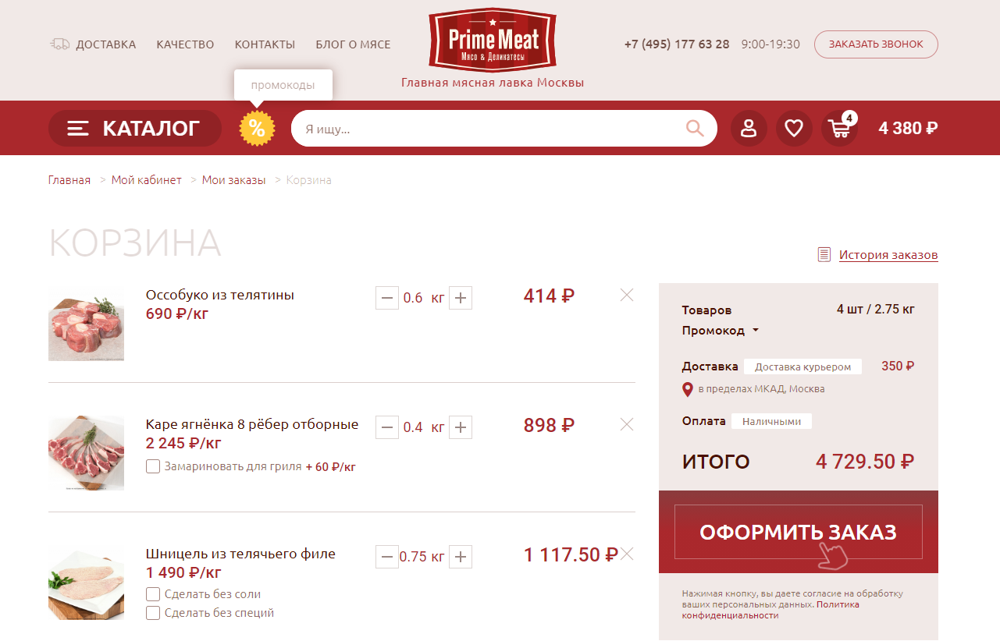 ДОСТАВКА КАЧЕСТВО КОНТАКТЫ БЛОГ О МЯСЕ
Prime Meat
Мясо & Деликатесы
Главная мясная лавка Москвы
+7 (495) 177 63 28 9:00-19:30 ЗАКАЗАТЬ ЗВОНОК
промокоды
КАТАЛОГ % Я ищу... 4 4 380 ₽
Главная > Мой кабинет > Мои заказы > Корзина
КОРЗИНА
История заказов
Оссобуко из телятины
690 ₽/кг
0.6 кг
414 ₽
Каре ягнёнка 8 рёбер отборные
2 245 ₽/кг
Замариновать для гриля + 60 ₽/кг
0.4 кг
898 ₽
Шницель из телячьего филе
1 490 ₽/кг
Сделать без соли
Сделать без специй
0.75 кг
1 117.50 ₽
Товаров 4 шт / 2.75 кг
Промокод
Доставка Доставка курьером 350 ₽
в пределах МКАД, Москва
Оплата Наличными
ИТОГО 4 729.50 ₽
ОФОРМИТЬ ЗАКАЗ
Нажимая кнопку, вы даете согласие на обработку
ваших персональных данных. Политика
конфиденциальности